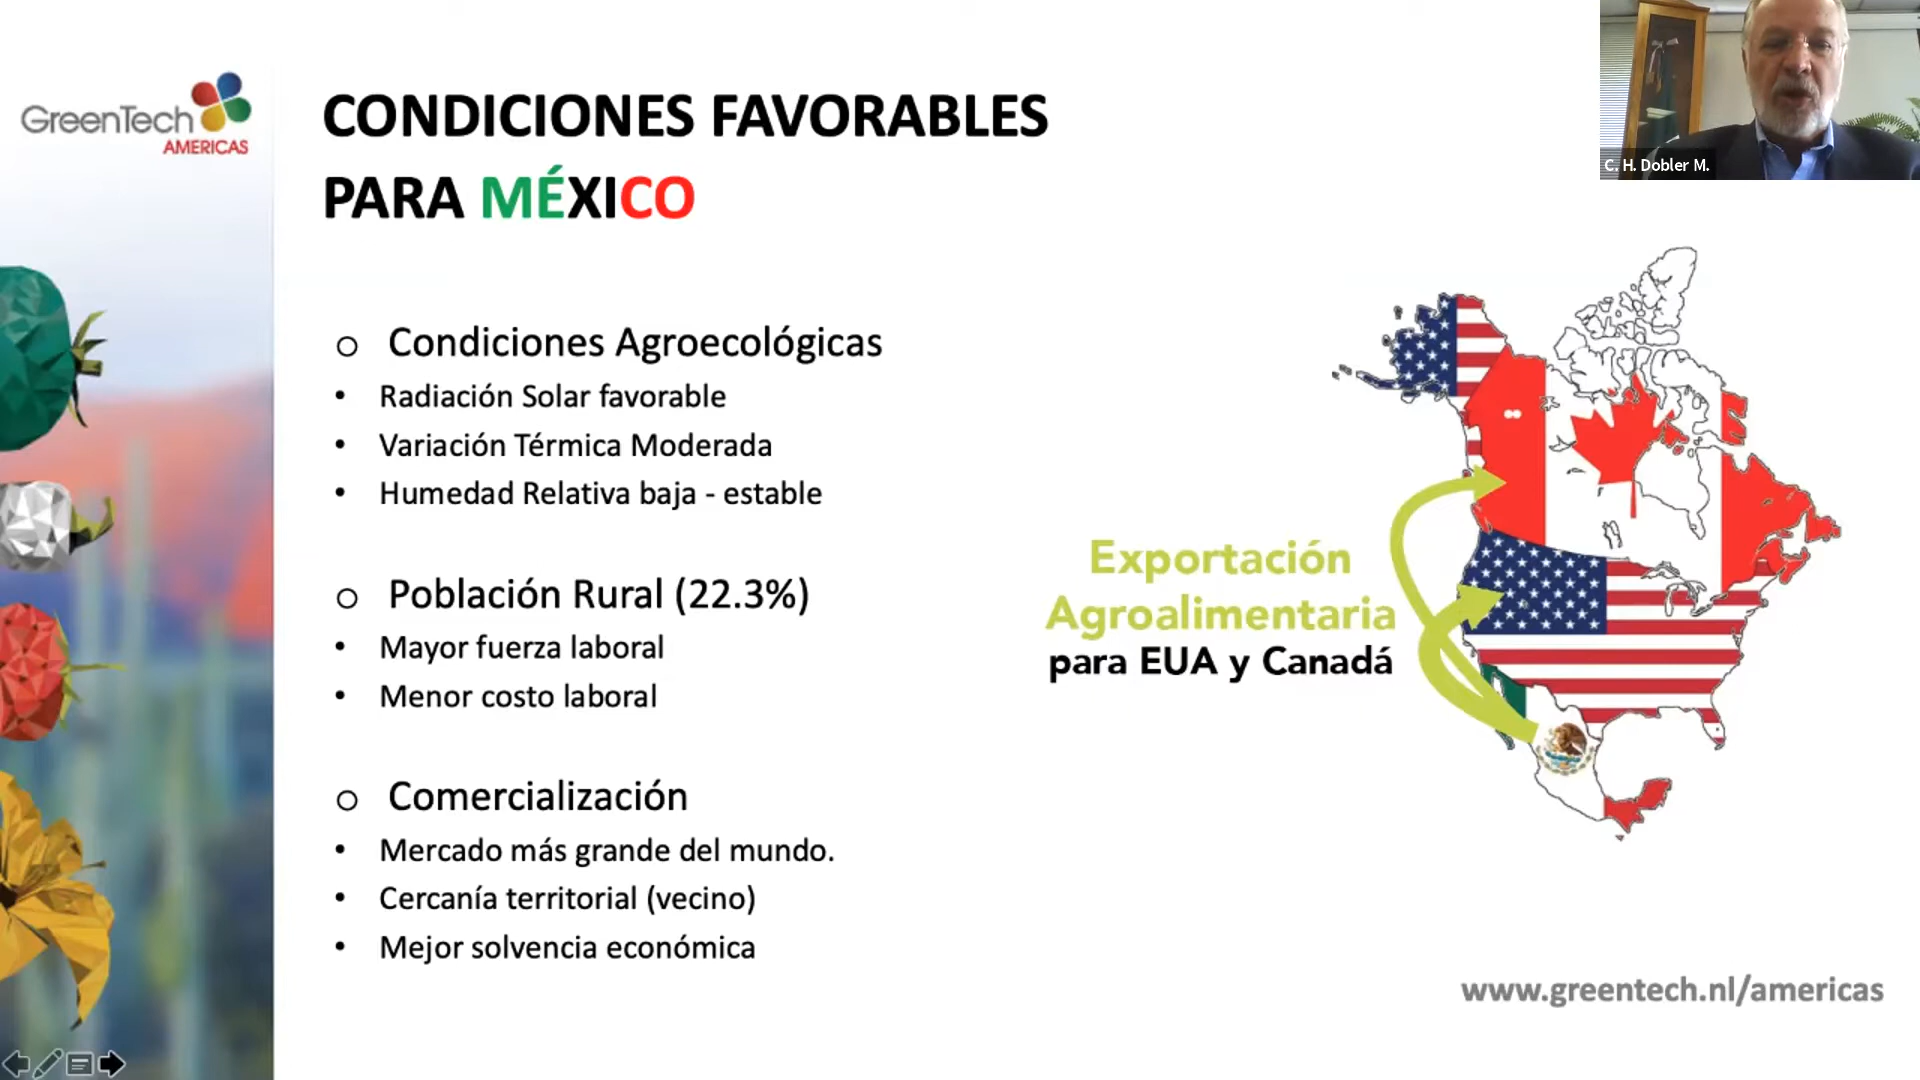 GreenTech
AMERICAS
CONDICIONES FAVORABLES
PARA MÉXICO
C. H. Dobler M.
o Condiciones Agroecológicas
• Radiación Solar favorable
• Variación Térmica Moderada
• Humedad Relativa baja - estable
o Población Rural (22.3%)
• Mayor fuerza laboral
• Menor costo laboral
o Comercialización
• Mercado más grande del mundo.
• Cercanía territorial (vecino)
• Mejor solvencia económica
Exportación
Agroalimentaria
para EUA y Canadá
www.greentech.nl/americas